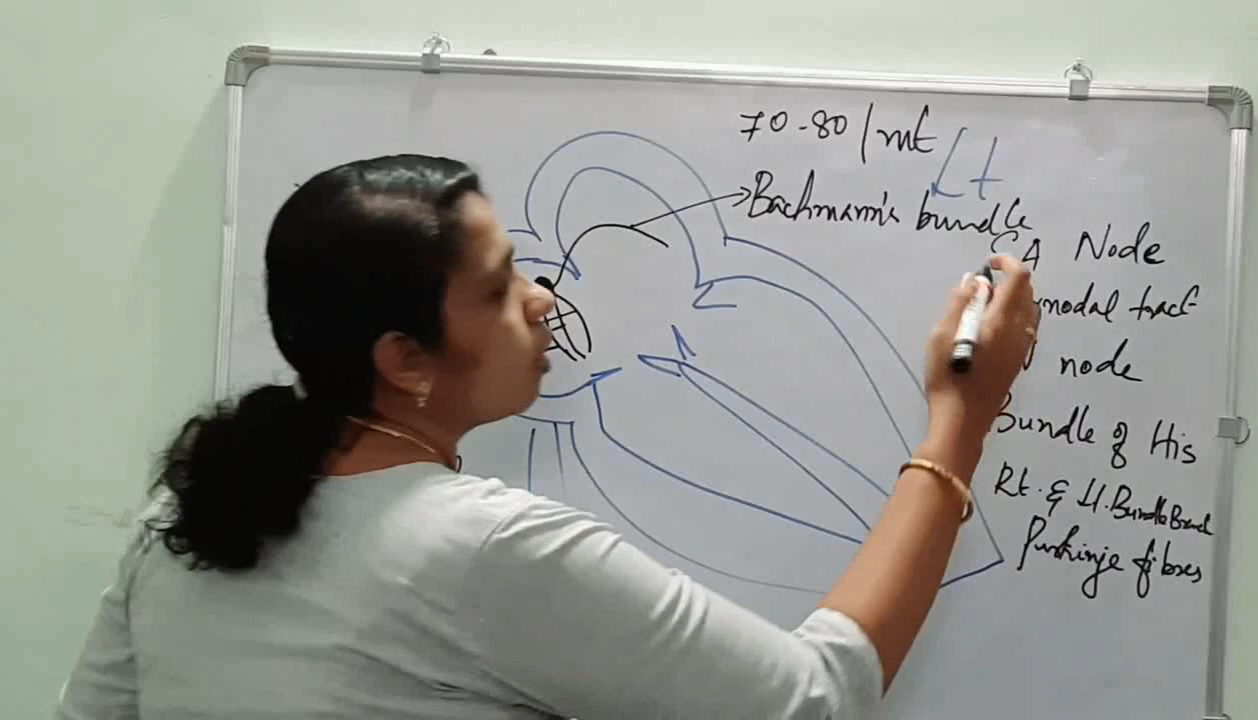 70-80/mt
Lt
Bachmann's bundle
SA Node
nodal tract
node
Bundle of His
Rt. & lt. Bundle Branch
Purkinje fibres